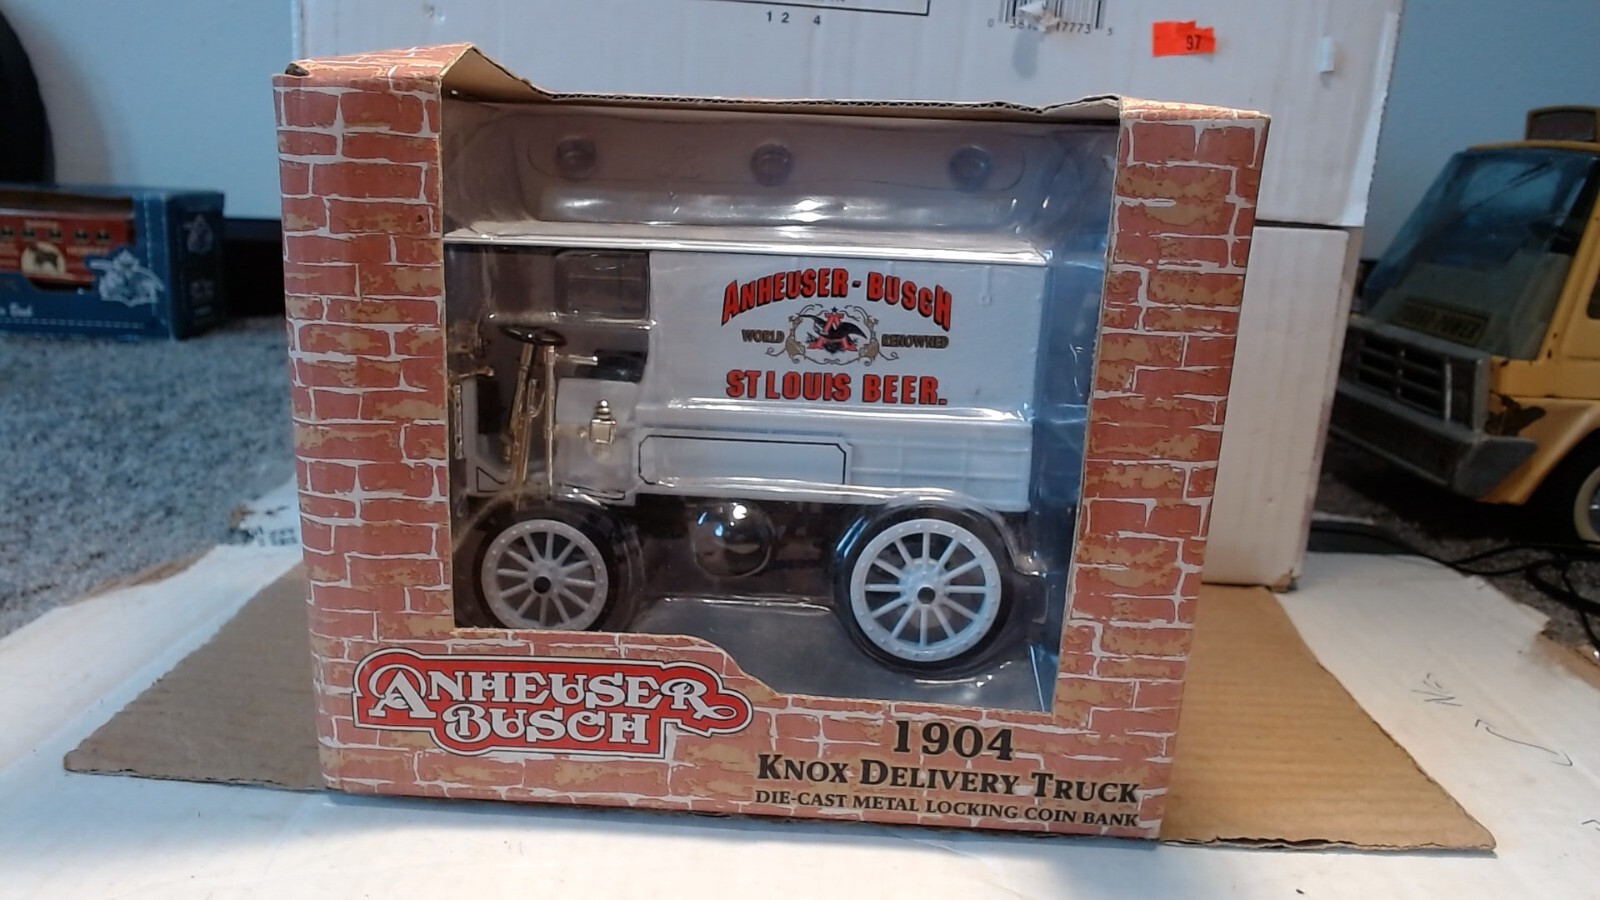 12 4
97
ANHEUSER-BUSCH
WORLD RENOWNED
ST LOUIS BEER.
ANHEUSER
BUSCH
1904
KNOX DELIVERY TRUCK
DIE-CAST METAL LOCKING COIN BANK